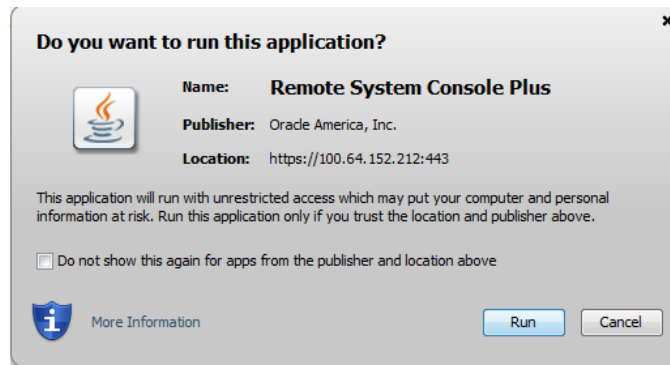 Do you want to run this application?
Name: Remote System Console Plus
Publisher: Oracle America, Inc.
Location: https://100.64.152.212:443
This application will run with unrestricted access which may put your computer and personal
information at risk. Run this application only if you trust the location and publisher above.
Do not show this again for apps from the publisher and location above
More Information
Run
Cancel